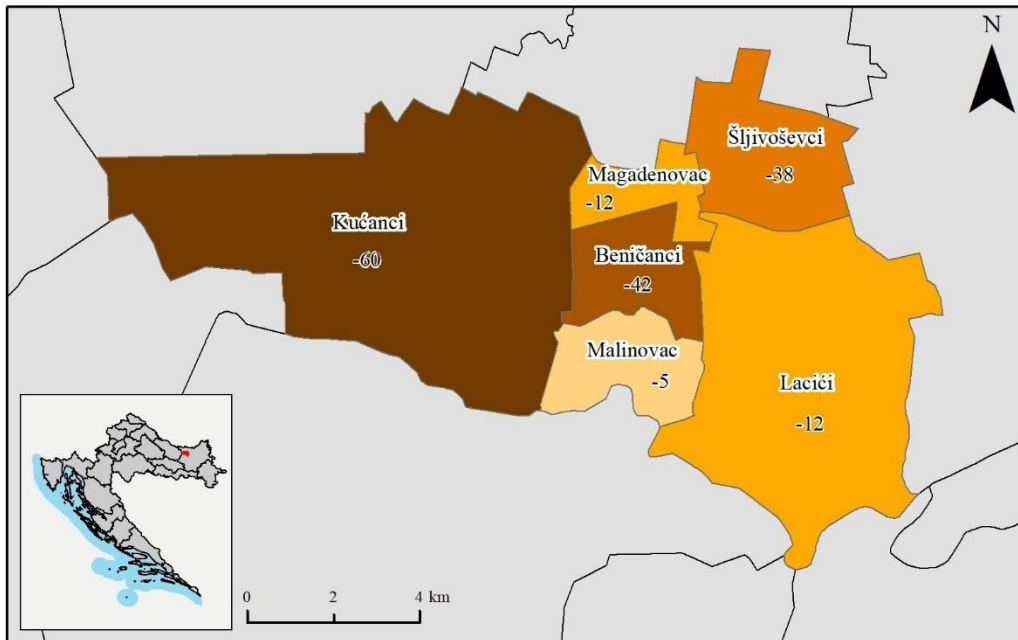 N
Šljivoševci
-38
Magadenovac
-12
Kućanci
-60
Beničanci
-42
Malinovac
-5
Lacići
-12
0 2 4 km